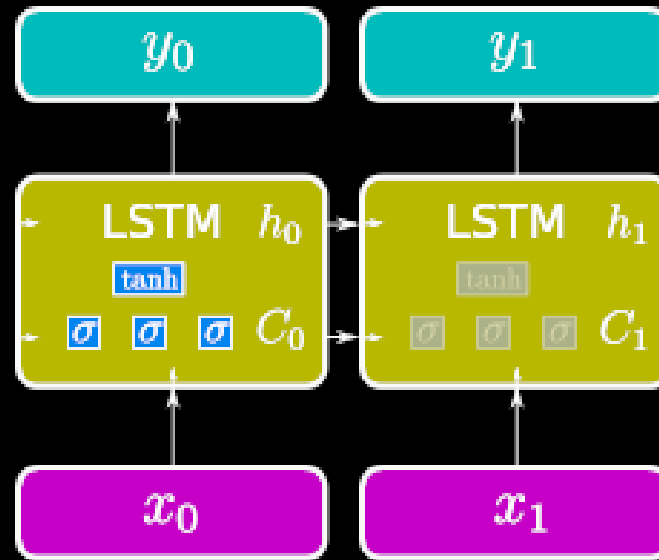 y₀ y₁
LSTM h₀ LSTM h₁
tanh tanh
σ σ σ C₀ σ σ σ C₁
x₀ x₁